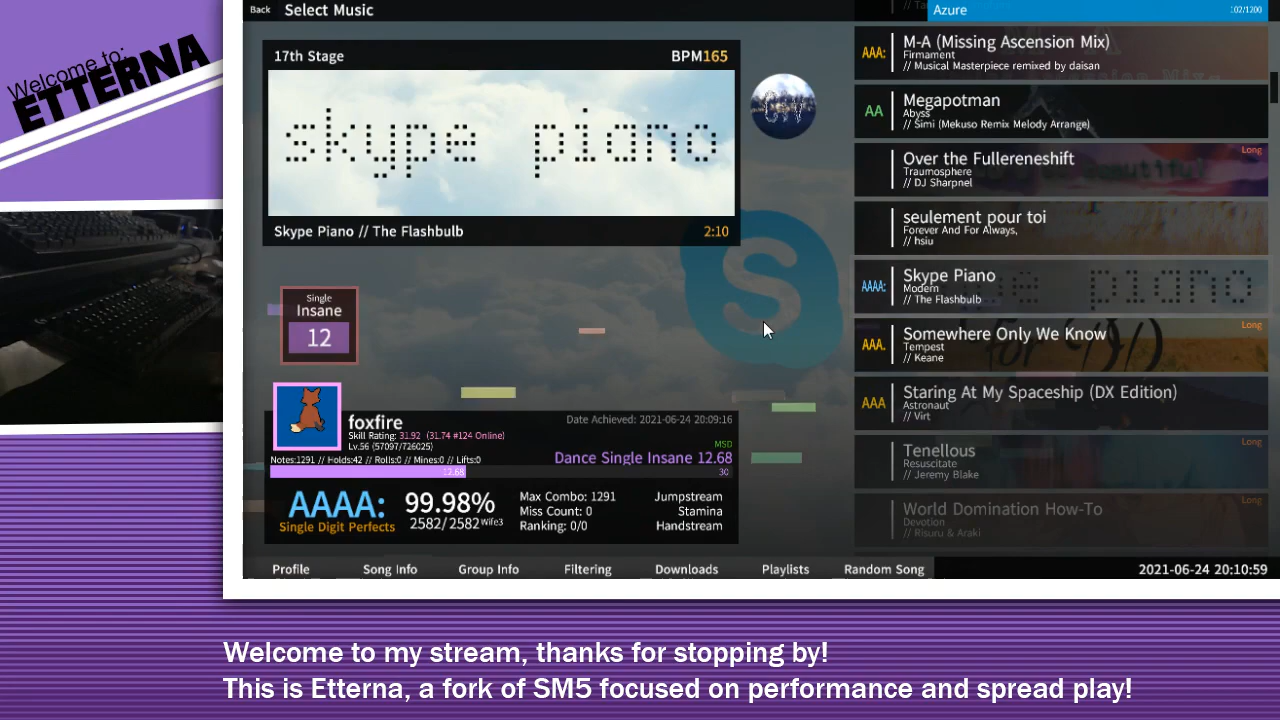 Welcome to:
ETTERNA
Back
Select Music
17th Stage
BPM165
skype piano
Skype Piano // The Flashbulb
2:10
Single
Insane
12
foxfire
Skill Rating: 31.92 (31.74 #124 Online)
Lv.56 (57097/726025)
Date Achieved: 2021-06-24 20:09:16
MSD
Notes:1291 // Holds:42 // Rolls:0 // Mines:0 // Lifts:0
Dance Single Insane 12.68
12.68
30
AAAA:
Single Digit Perfects
99.98%
2582/2582 Wife3
Max Combo: 1291
Miss Count: 0
Ranking: 0/0
Jumpstream
Stamina
Handstream
Azure
102/1200
AAA:
M-A (Missing Ascension Mix)
Firmament
// Musical Masterpiece remixed by daisan
AA
Megapotman
Abyss
// Simi (Mekuso Remix Melody Arrange)
Over the Fullereneshift
Long
Traumosphere
// DJ Sharpnel
seulement pour toi
Forever And For Always,
// hsiu
AAAA:
Skype Piano
Modern
// The Flashbulb
AAA.
Somewhere Only We Know
Long
Tempest
// Keane
AAA
Staring At My Spaceship (DX Edition)
Astronaut
// Virt
Tenellous
Long
Resuscitate
// Jeremy Blake
World Domination How-To
Long
Devotion
// Risuru & Araki
Profile
Song Info
Group Info
Filtering
Downloads
Playlists
Random Song
2021-06-24 20:10:59
Welcome to my stream, thanks for stopping by!
This is Etterna, a fork of SM5 focused on performance and spread play!